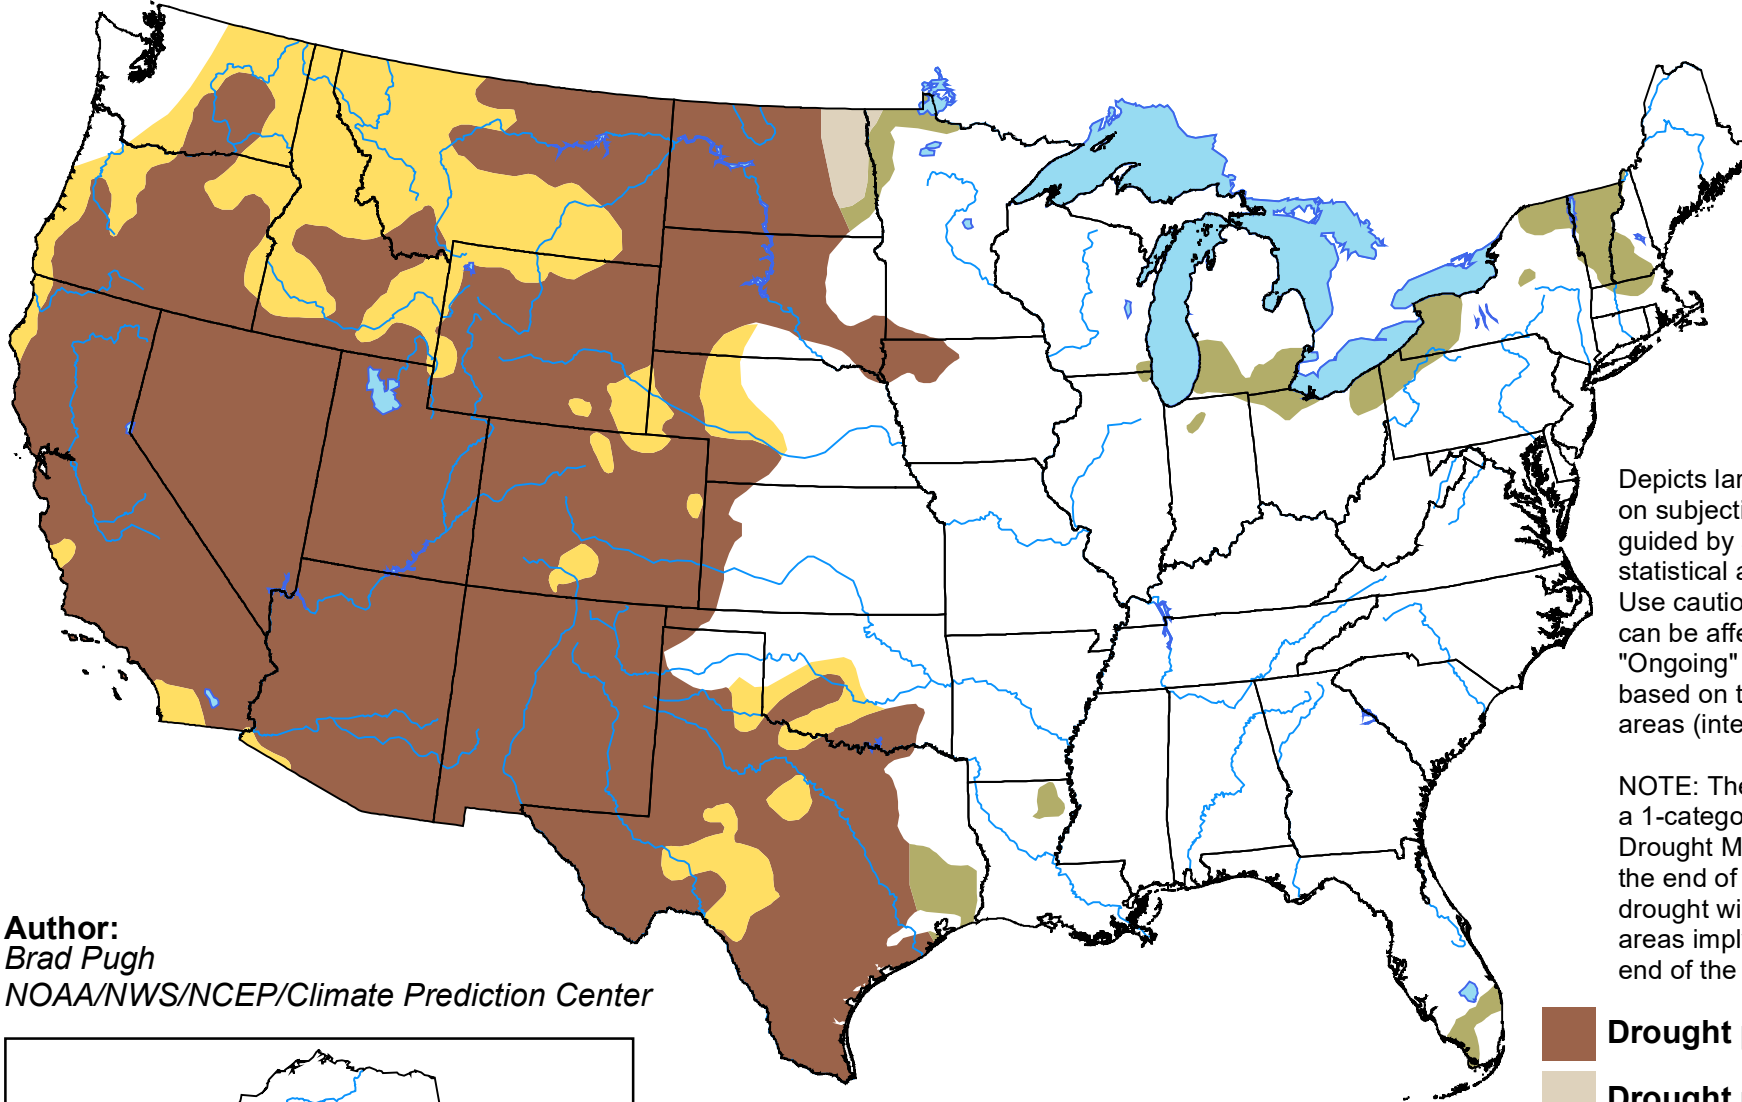 Depicts lar
on subjecti
guided by
statistical a
Use cautio
can be affe
"Ongoing"
based on t
areas (inte
NOTE: The
a 1-catego
Drought M
the end of
drought wi
areas impl
end of the
Author:
Brad Pugh
NOAA/NWS/NCEP/Climate Prediction Center
Drought
Drought